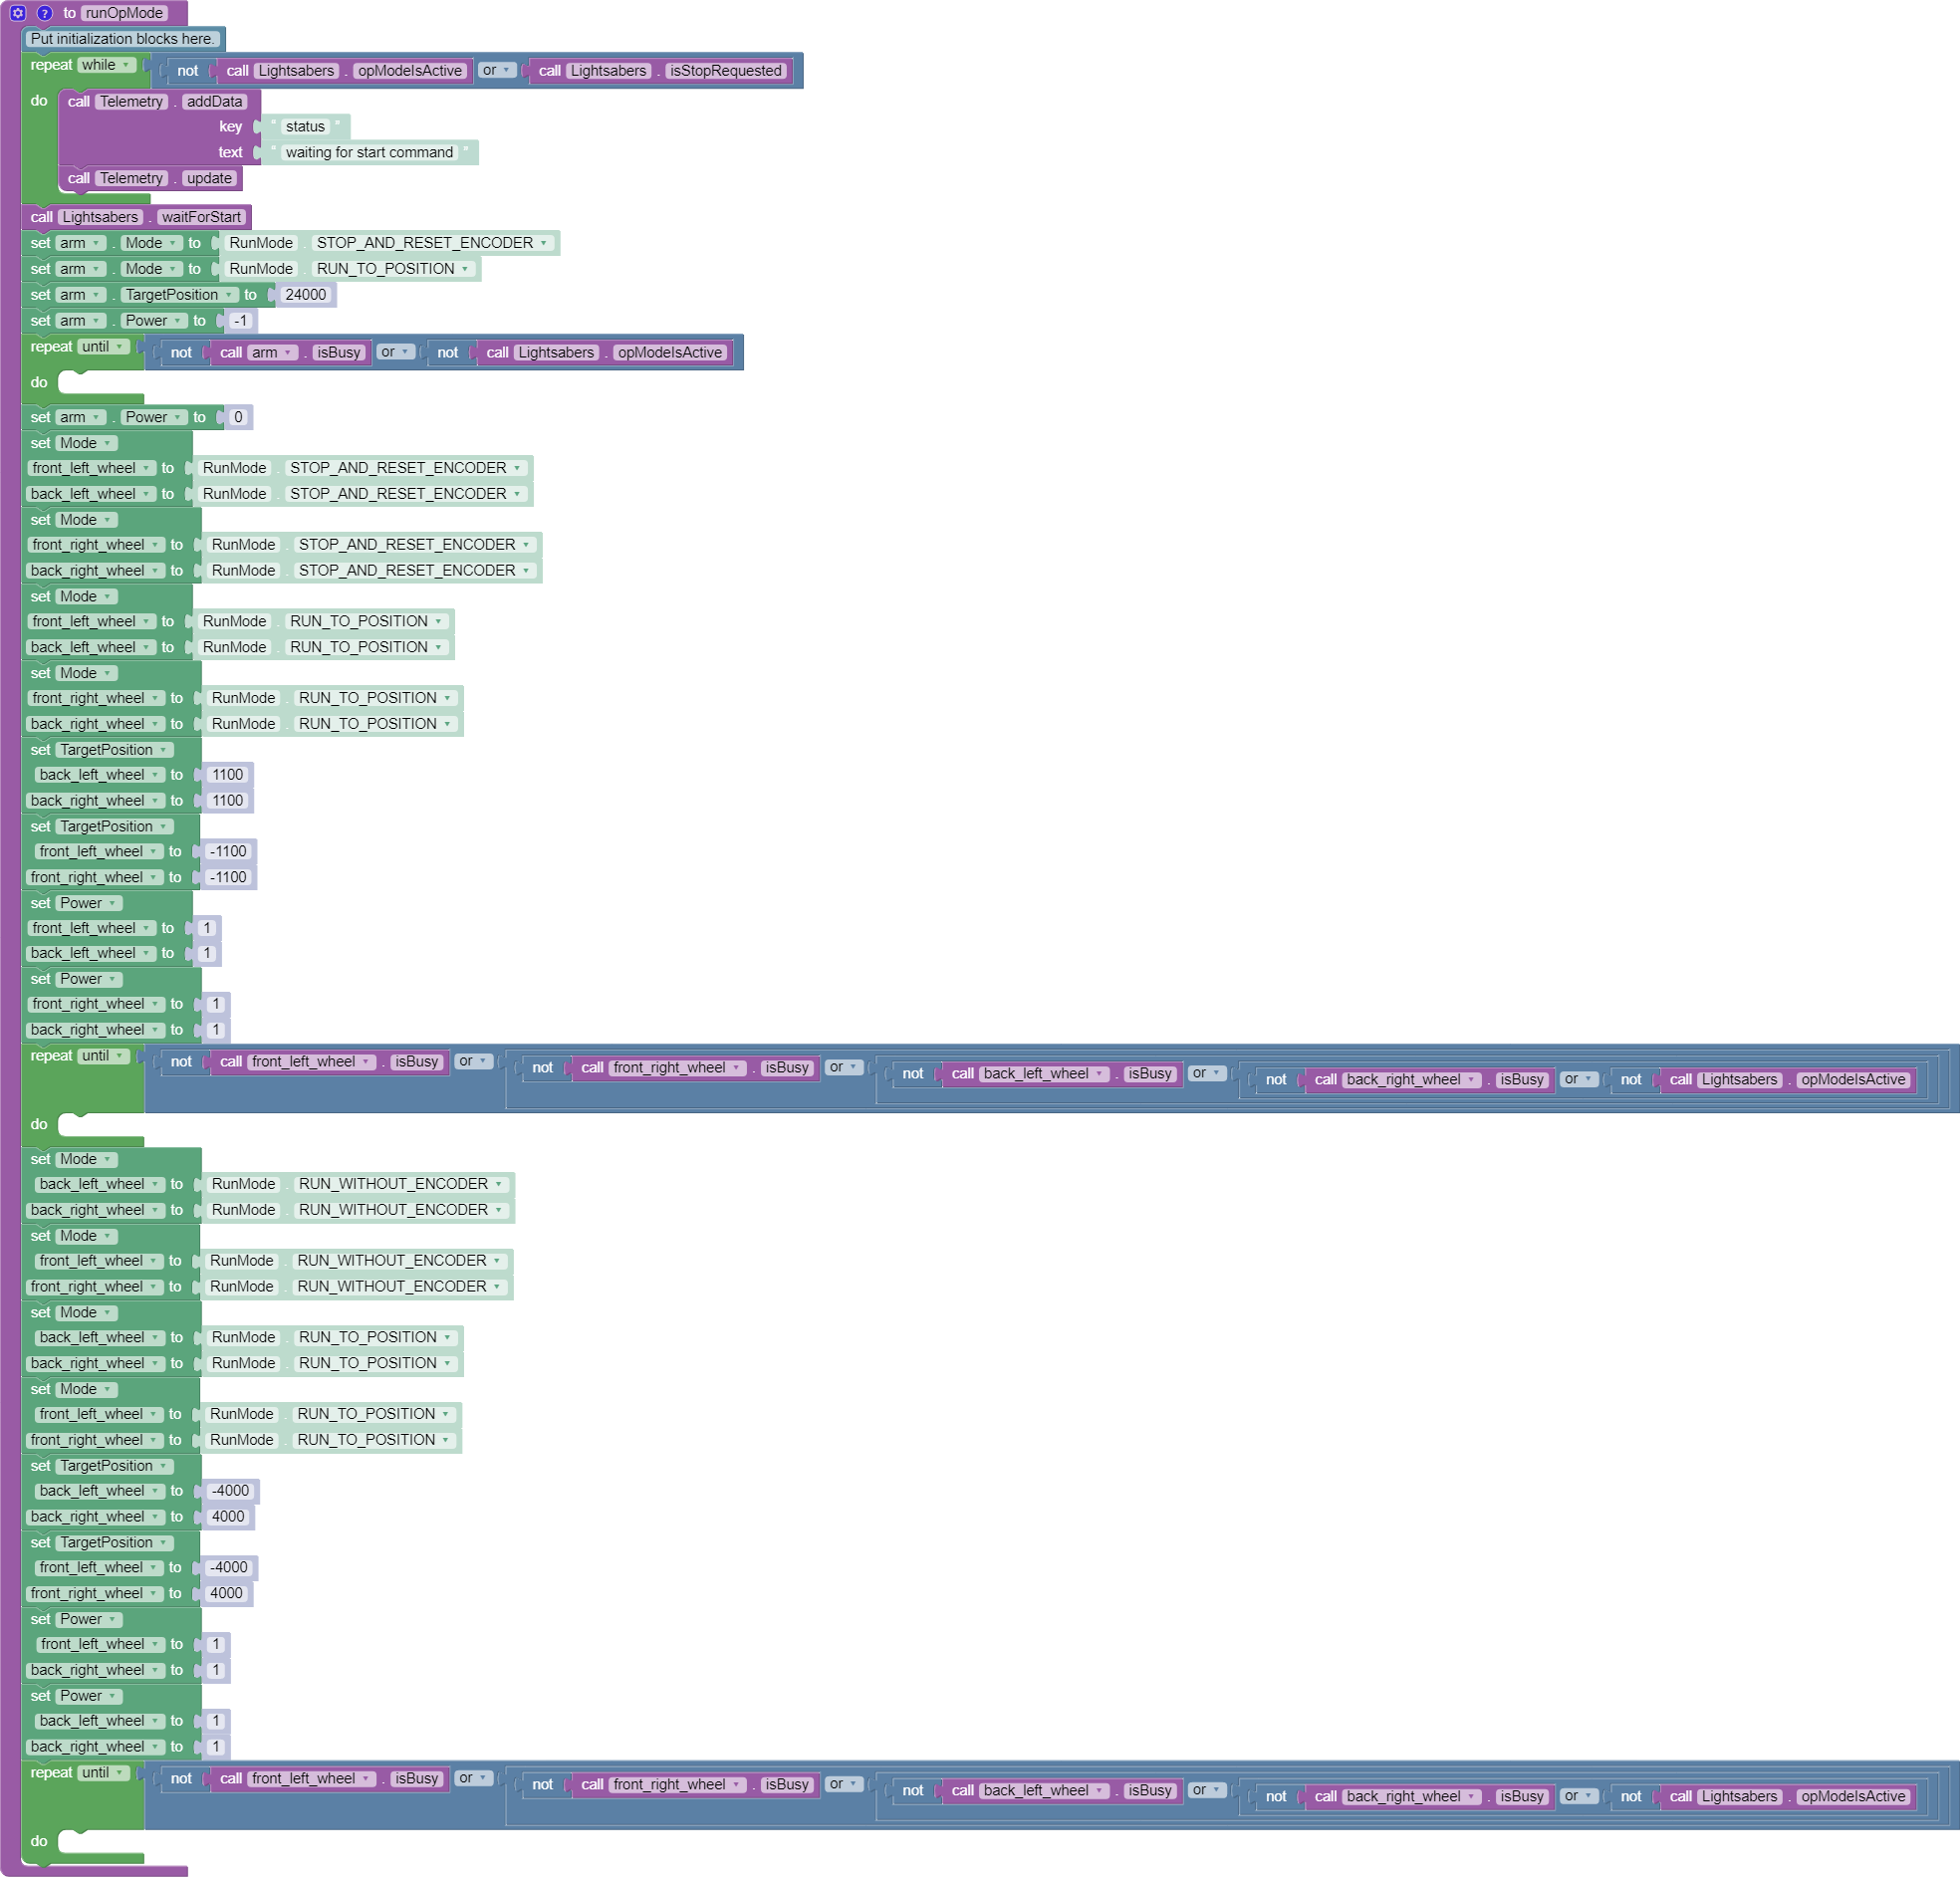 ? to runOpMode
Put initialization blocks here.
repeat while not call Lightsabers . opModeIsActive or call Lightsabers . isStopRequested
do call Telemetry . addData
key “ status ”
text “ waiting for start command ”
call Telemetry . update
call Lightsabers . waitForStart
set arm . Mode to RunMode . STOP_AND_RESET_ENCODER
set arm . Mode to RunMode . RUN_TO_POSITION
set arm . TargetPosition to 24000
set arm . Power to -1
repeat until not call arm . isBusy or not call Lightsabers . opModeIsActive
do
set arm . Power to 0
set Mode
front_left_wheel to RunMode . STOP_AND_RESET_ENCODER
back_left_wheel to RunMode . STOP_AND_RESET_ENCODER
set Mode
front_right_wheel to RunMode . STOP_AND_RESET_ENCODER
back_right_wheel to RunMode . STOP_AND_RESET_ENCODER
set Mode
front_left_wheel to RunMode . RUN_TO_POSITION
back_left_wheel to RunMode . RUN_TO_POSITION
set Mode
front_right_wheel to RunMode . RUN_TO_POSITION
back_right_wheel to RunMode . RUN_TO_POSITION
set TargetPosition
back_left_wheel to 1100
back_right_wheel to 1100
set TargetPosition
front_left_wheel to -1100
front_right_wheel to -1100
set Power
front_left_wheel to 1
back_left_wheel to 1
set Power
front_right_wheel to 1
back_right_wheel to 1
repeat until not call front_left_wheel . isBusy or not call front_right_wheel . isBusy or not call back_left_wheel . isBusy or not call back_right_wheel . isBusy or not call Lightsabers . opModeIsActive
do
set Mode
back_left_wheel to RunMode . RUN_WITHOUT_ENCODER
back_right_wheel to RunMode . RUN_WITHOUT_ENCODER
set Mode
front_left_wheel to RunMode . RUN_WITHOUT_ENCODER
front_right_wheel to RunMode . RUN_WITHOUT_ENCODER
set Mode
back_left_wheel to RunMode . RUN_TO_POSITION
back_right_wheel to RunMode . RUN_TO_POSITION
set Mode
front_left_wheel to RunMode . RUN_TO_POSITION
front_right_wheel to RunMode . RUN_TO_POSITION
set TargetPosition
back_left_wheel to -4000
back_right_wheel to 4000
set TargetPosition
front_left_wheel to -4000
front_right_wheel to 4000
set Power
front_left_wheel to 1
back_right_wheel to 1
set Power
back_left_wheel to 1
back_right_wheel to 1
repeat until not call front_left_wheel . isBusy or not call front_right_wheel . isBusy or not call back_left_wheel . isBusy or not call back_right_wheel . isBusy or not call Lightsabers . opModeIsActive
do